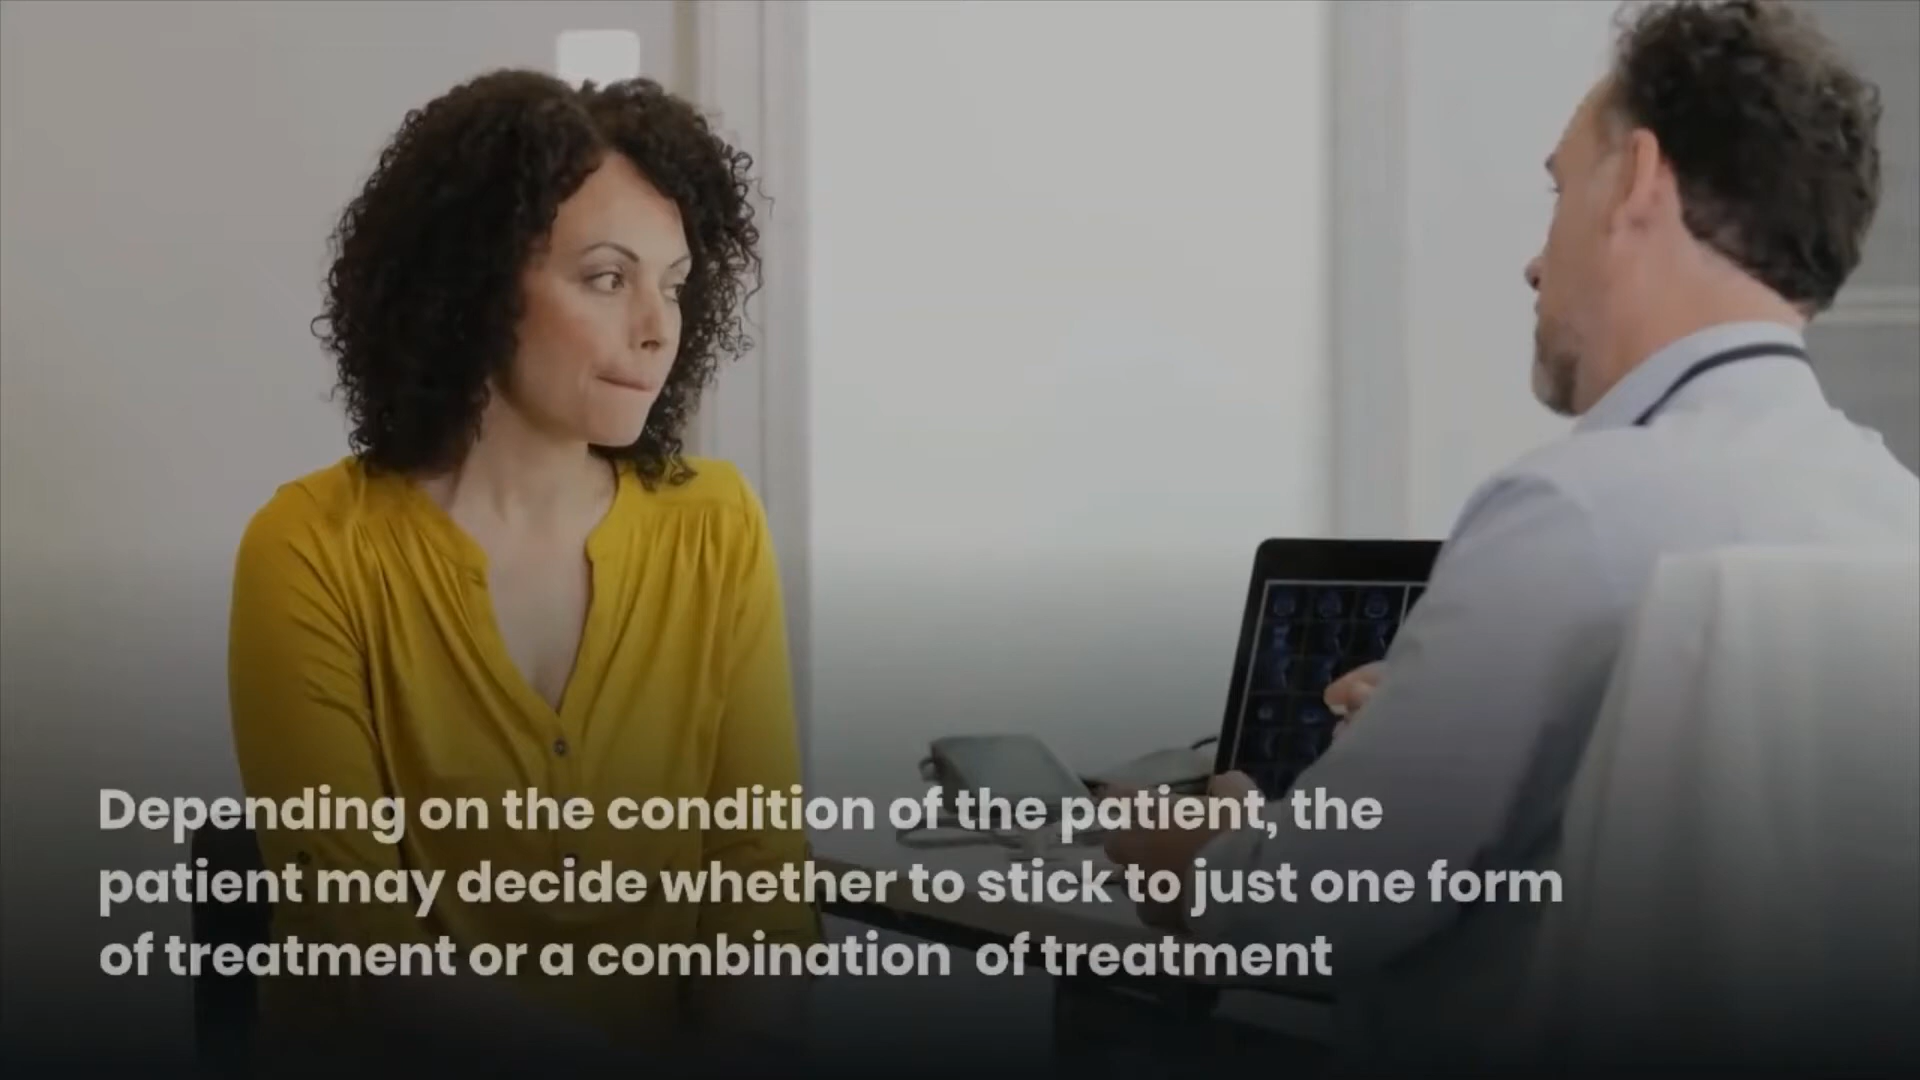 Depending on the condition of the patient, the
patient may decide whether to stick to just one form
of treatment or a combination  of treatment